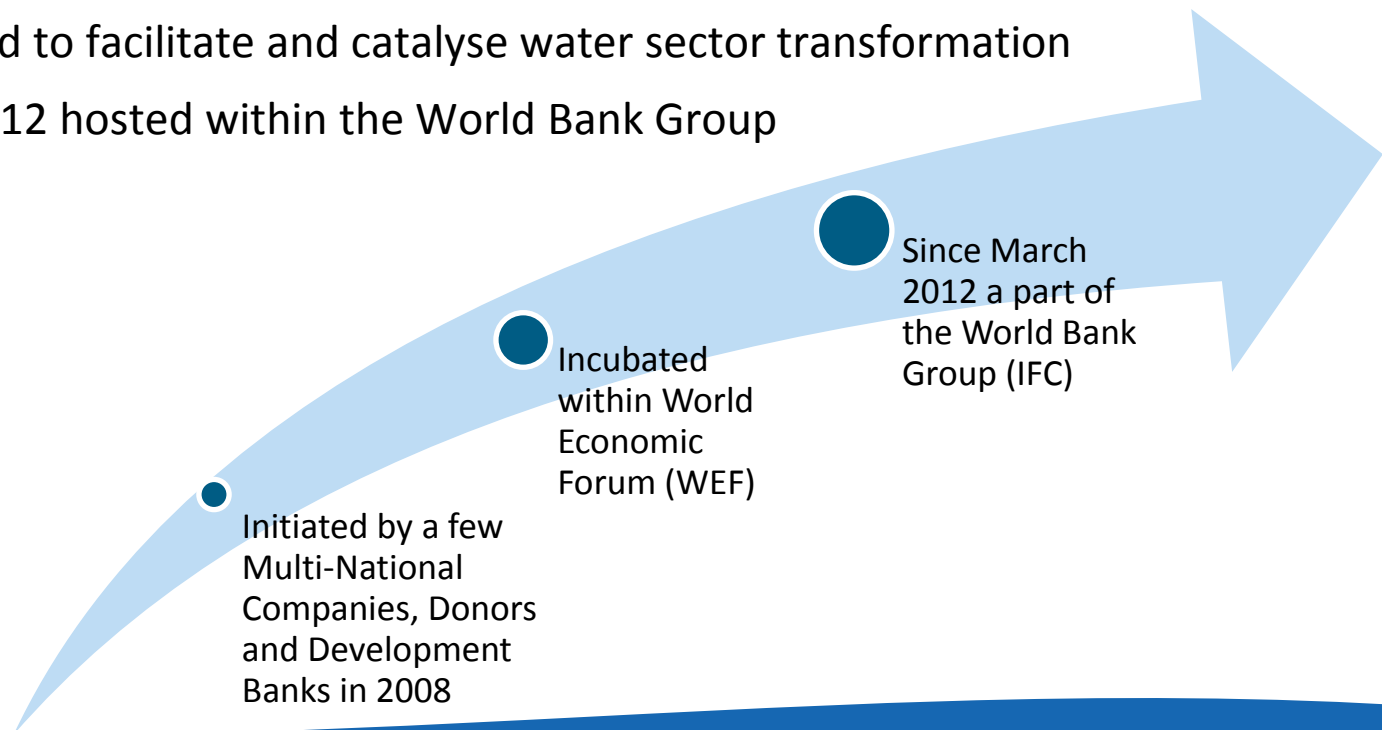 d to facilitate and catalyse water sector transformation
12 hosted within the World Bank Group
Since March
2012 a part of
the World Bank
Group (IFC)
Incubated
within World
Economic
Forum (WEF)
Initiated by a few
Multi-National
Companies, Donors
and Development
Banks in 2008